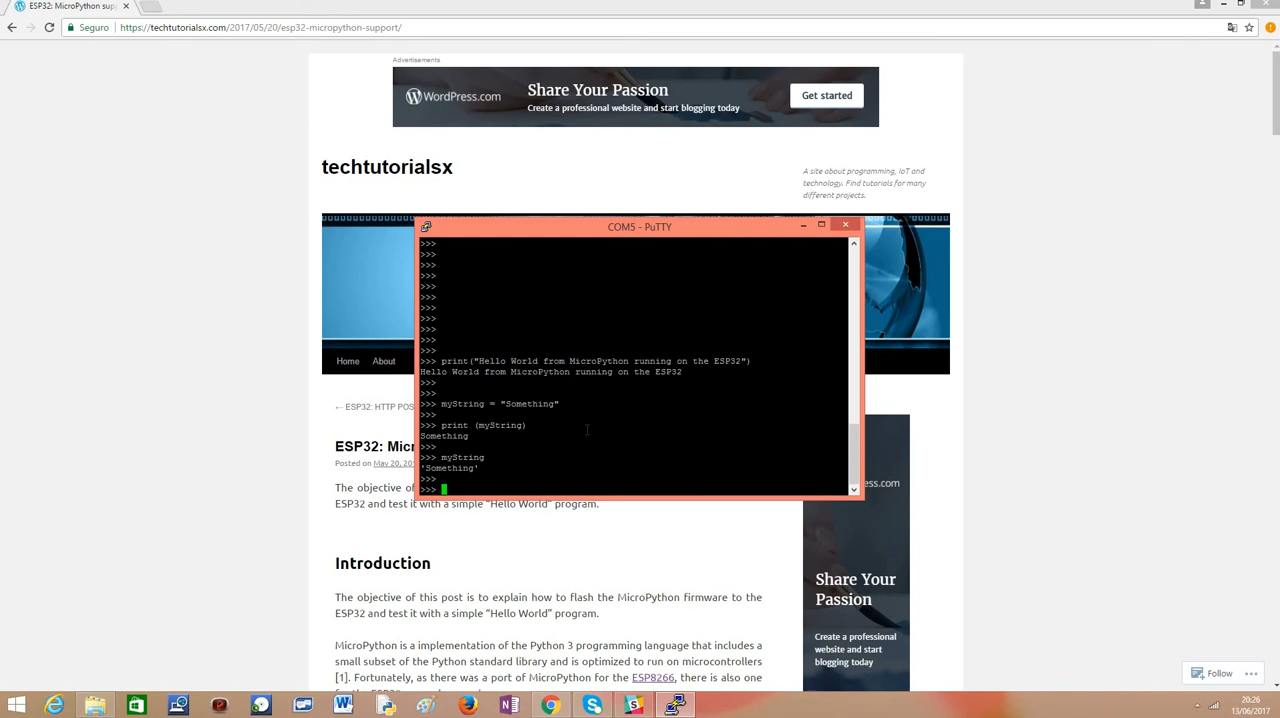 ESP32: MicroPython supp
Seguro
https://techtutorialsx.com/2017/05/20/esp32-micropython-support/
Advertisements
WordPress.com
Share Your Passion
Create a professional website and start blogging today
Get started
techtutorialsx
A site about programming, IoT and
technology. Find tutorials for many
different projects.
Home
About
COM5 - PuTTY
>>>
>>>
>>>
>>>
>>>
>>>
>>>
>>>
>>>
>>>
>>>
>>> print("Hello World from MicroPython running on the ESP32")
Hello World from MicroPython running on the ESP32
>>>
>>>
>>> myString = "Something"
>>>
>>> print (myString)
Something
>>>
>>> myString
'Something'
>>>
>>>
← ESP32: HTTP POS
ESP32: Mic
Posted on May 20, 201
The objective of
ESP32 and test it with a simple “Hello World” program.
Introduction
The objective of this post is to explain how to flash the MicroPython firmware to the
ESP32 and test it with a simple “Hello World” program.
MicroPython is a implementation of the Python 3 programming language that includes a
small subset of the Python standard library and is optimized to run on microcontrollers
[1]. Fortunately, as there was a port of MicroPython for the ESP8266, there is also one
ss.com
Share Your
Passion
Create a professional
website and start
blogging today
Follow
20:26
13/06/2017